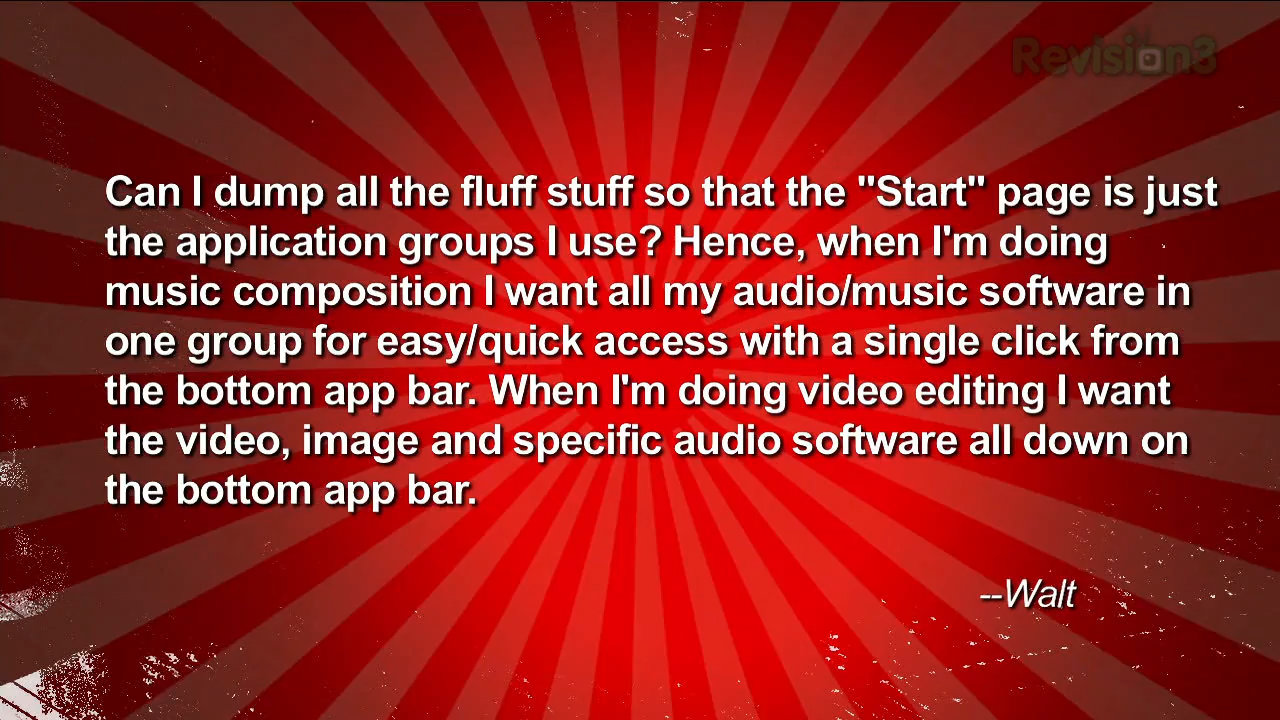 Revision3
Can I dump all the fluff stuff so that the "Start" page is just
the application groups I use? Hence, when I'm doing
music composition I want all my audio/music software in
one group for easy/quick access with a single click from
the bottom app bar. When I'm doing video editing I want
the video, image and specific audio software all down on
the bottom app bar.
--Walt